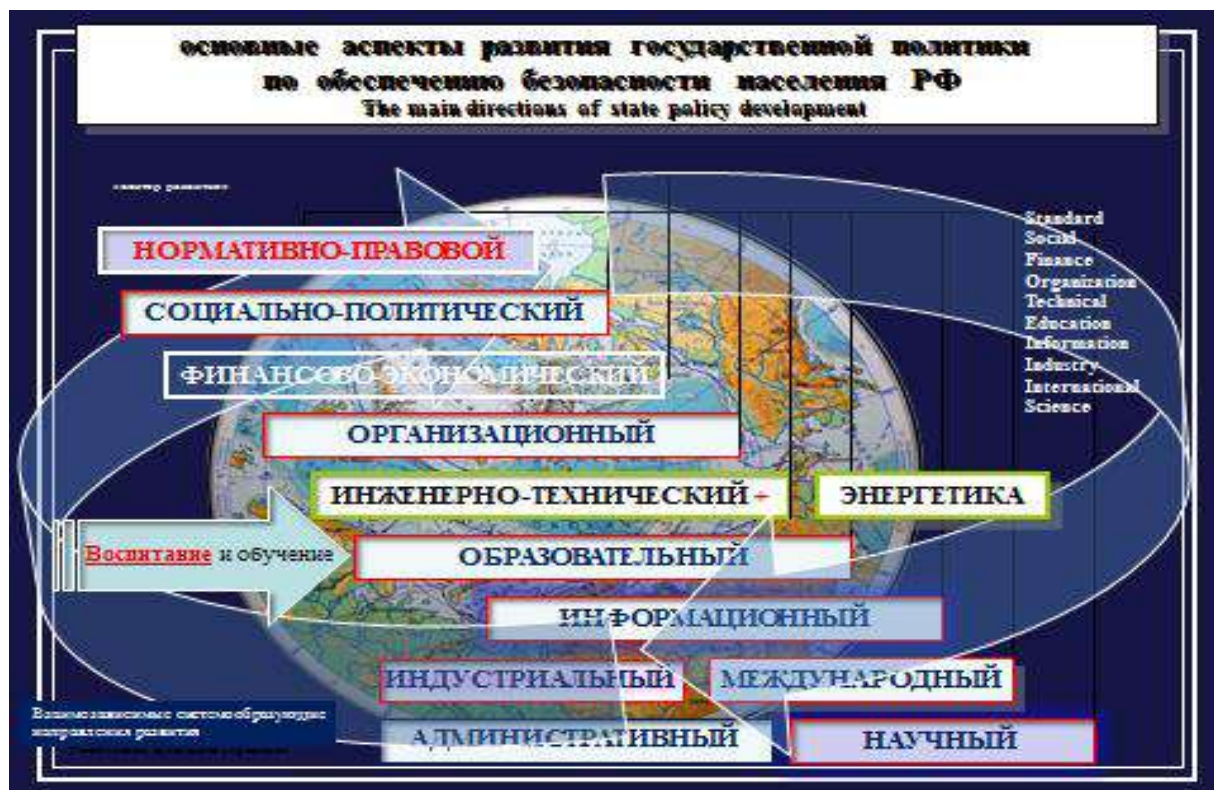 основные аспекты развития государственной политики
по обеспечению безопасности населения РФ
The main directions of state policy development
развития»
НОРМАТИВНО-ПРАВОВОЙ
СОЦИАЛЬНО-ПОЛИТИЧЕСКИЙ
ФИНАНСОВО-ЭКОНОМИЧЕСКИЙ
ОРГАНИЗАЦИОННЫЙ
ИНЖЕНЕРНО-ТЕХНИЧЕСКИЙ +
ЭНЕРГЕТИКА
Воспитание и обучение
ОБРАЗОВАТЕЛЬНЫЙ
ИНФОРМАЦИОННЫЙ
ИНДУСТРИАЛЬНЫЙ
МЕЖДУНАРОДНЫЙ
АДМИНИСТРАТИВНЫЙ
НАУЧНЫЙ
Взаимозависимые системообразующие
направления развития
Standard
Social
Finance
Organization
Technical
Education
Information
Industry
International
Science